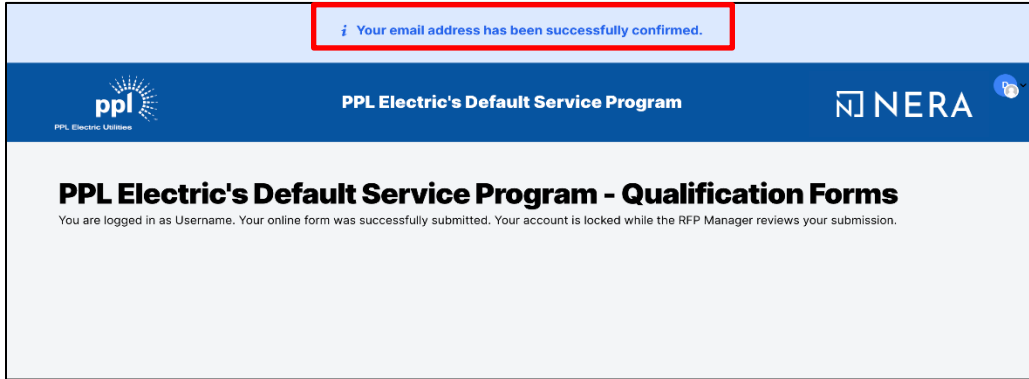 i Your email address has been successfully confirmed.
ppl
PPL Electric Utilities
PPL Electric's Default Service Program
NERA
PPL Electric's Default Service Program - Qualification Forms
You are logged in as Username. Your online form was successfully submitted. Your account is locked while the RFP Manager reviews your submission.